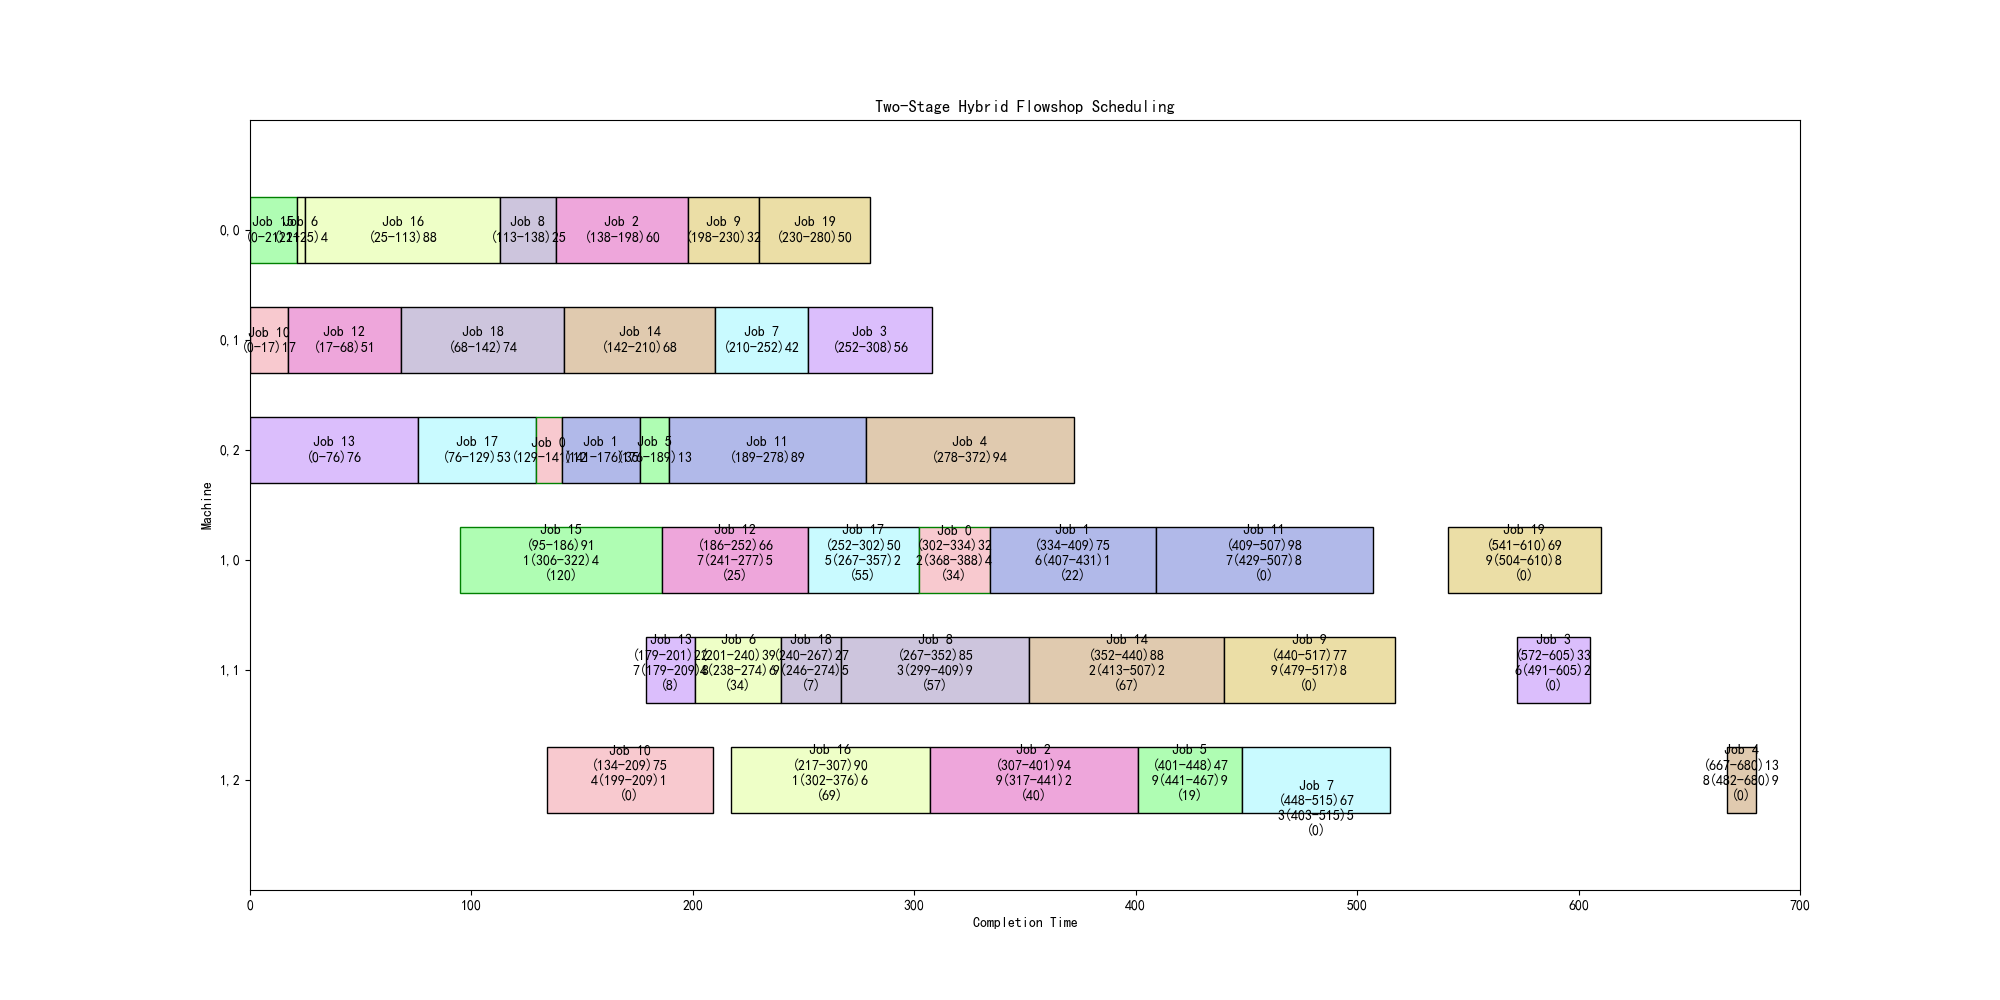 Two-Stage Hybrid Flowshop Scheduling
0,0
Job 15
(0-21)21
Job 6
(21-25)4
Job 16
(25-113)88
Job 8
(113-138)25
Job 2
(138-198)60
Job 9
(198-230)32
Job 19
(230-280)50
0,1
Job 10
(0-17)17
Job 12
(17-68)51
Job 18
(68-142)74
Job 14
(142-210)68
Job 7
(210-252)42
Job 3
(252-308)56
0,2
Job 13
(0-76)76
Job 17
(76-129)53
Job 0
(129-141)12
Job 1
(141-176)35
Job 5
(176-189)13
Job 11
(189-278)89
Job 4
(278-372)94
1,0
Job 15
(95-186)91
1(306-322)4
(120)
Job 12
(186-252)66
7(241-277)5
(25)
Job 17
(252-302)50
5(267-357)2
(55)
Job 0
(302-334)32
2(368-388)4
(34)
Job 1
(334-409)75
6(407-431)1
(22)
Job 11
(409-507)98
7(429-507)8
(0)
Job 19
(541-610)69
9(504-610)8
(0)
1,1
Job 13
(179-201)22
7(179-209)4
(8)
Job 6
(201-240)39
8(238-274)6
(34)
Job 18
(240-267)27
9(246-274)5
(7)
Job 8
(267-352)85
3(299-409)9
(57)
Job 14
(352-440)88
2(413-507)2
(67)
Job 9
(440-517)77
9(479-517)8
(0)
Job 3
(572-605)33
6(491-605)2
(0)
1,2
Job 10
(134-209)75
4(199-209)1
(0)
Job 16
(217-307)90
1(302-376)6
(69)
Job 2
(307-401)94
9(317-441)2
(40)
Job 5
(401-448)47
9(441-467)9
(19)
Job 7
(448-515)67
3(403-515)5
(0)
Job 4
(667-680)13
8(482-680)9
(0)
Machine
0
100
200
300
400
500
600
700
Completion Time